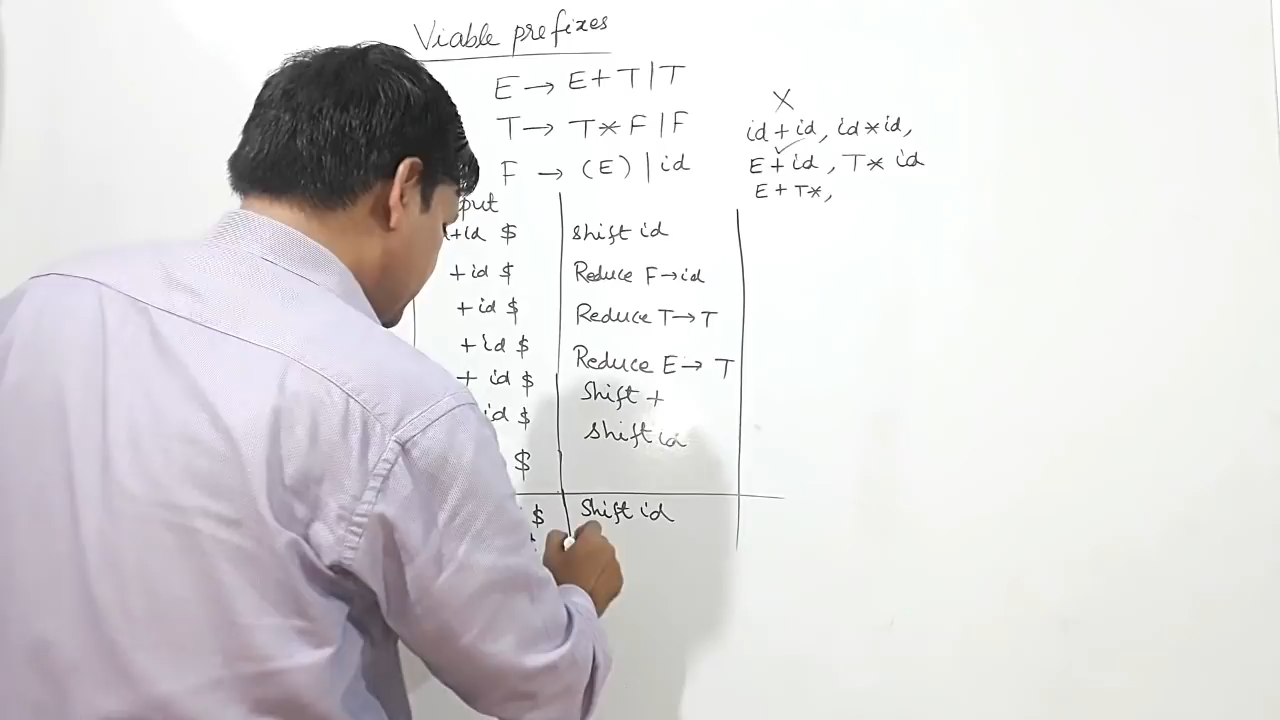 Viable prefixes
E → E + T | T
T → T * F | F
F → (E) | id
X
id + id, id * id,
E + id, T * id
E + T*,
put
+id $ shift id
+ id $ Reduce F → id
+ id $ Reduce T → T
+ id $ Reduce E → T
+ id $ Shift +
id $ Shift id
$
$ Shift id